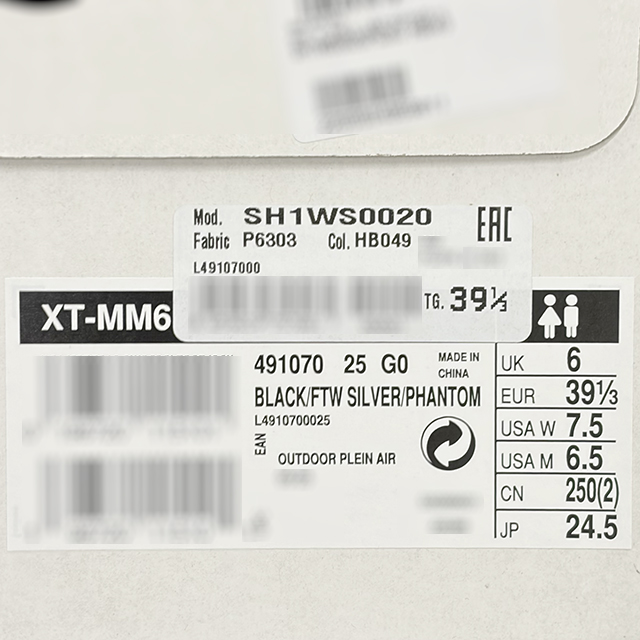 Mod. SH1WS0020
EAC
Fabric P6303 Col. HB049
L49107000
TG. 39⅓
XT-MM6
491070 25 G0
MADE IN CHINA
BLACK/FTW SILVER/PHANTOM
L4910700025
EAN
OUTDOOR PLEIN AIR
UK 6
EUR 39⅓
USA W 7.5
USA M 6.5
CN 250(2)
JP 24.5